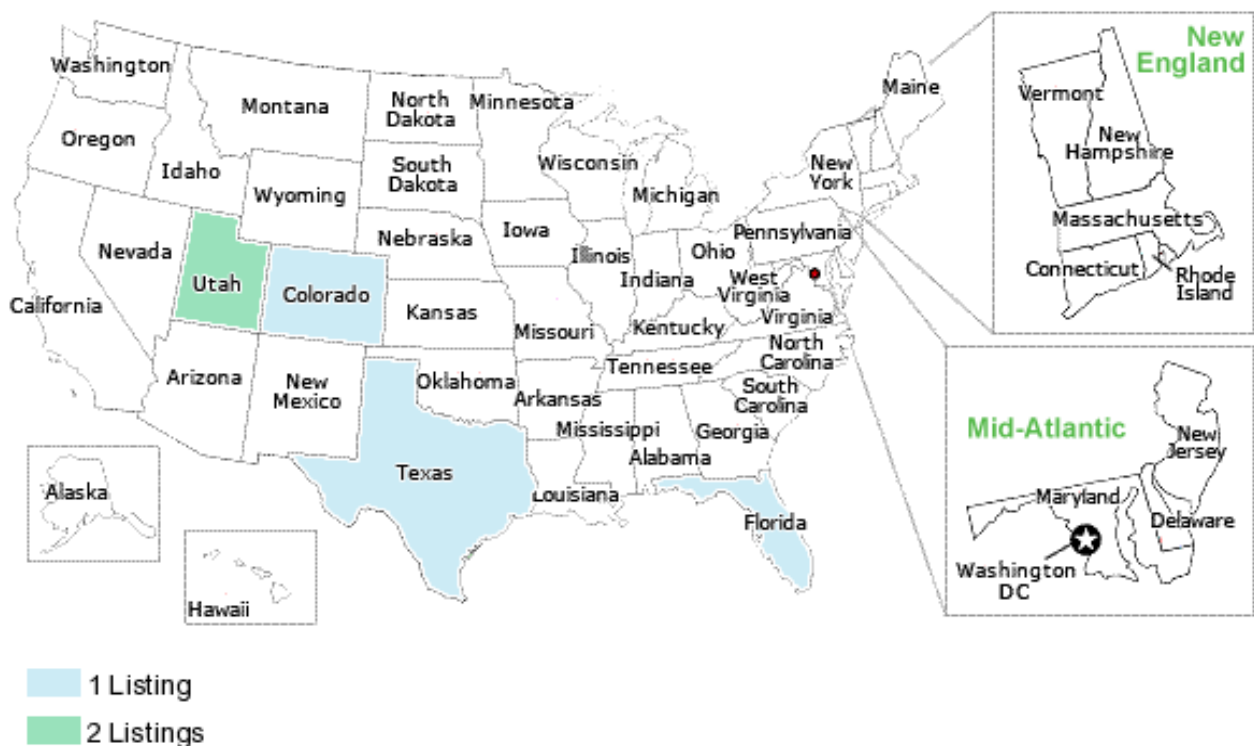 Washington
Montana
North
Dakota
Minnesota
Maine
Oregon
Idaho
South
Dakota
Wisconsin
Michigan
New
York
Wyoming
Nebraska
Iowa
Pennsylvania
Nevada
Utah
Colorado
Illinois
Indiana
Ohio
West
Virginia
California
Kansas
Missouri
Kentucky
Virginia
Arizona
New
Mexico
Oklahoma
Arkansas
Tennessee
North
Carolina
South
Carolina
Mississippi
Alabama
Georgia
Texas
Louisiana
Florida
Alaska
Hawaii
New
England
Vermont
New
Hampshire
Massachusetts
Connecticut
Rhode
Island
Mid-Atlantic
New
Jersey
Maryland
Delaware
Washington
DC
1 Listing
2 Listings